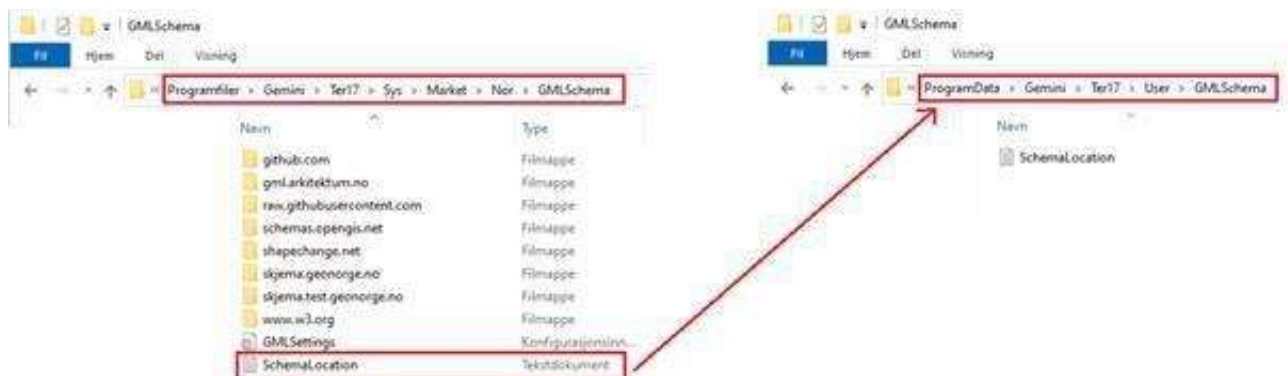 GMLSchema
Fil Hjem Del Visning
Programfiler › Gemini › Ter17 › Sys › Market › Nor › GMLSchema
Navn Type
github.com Filmappe
gml.arkitektum.no Filmappe
raw.githubusercontent.com Filmappe
schemas.opengis.net Filmappe
shapechange.net Filmappe
skjema.geonorge.no Filmappe
skjema.test.geonorge.no Filmappe
www.w3.org Filmappe
GMLSettings Konfigurasjonsinn...
SchemaLocation Tekstdokument
GMLSchema
Fil Hjem Del Visning
ProgramData › Gemini › Ter17 › User › GMLSchema
Navn
SchemaLocation